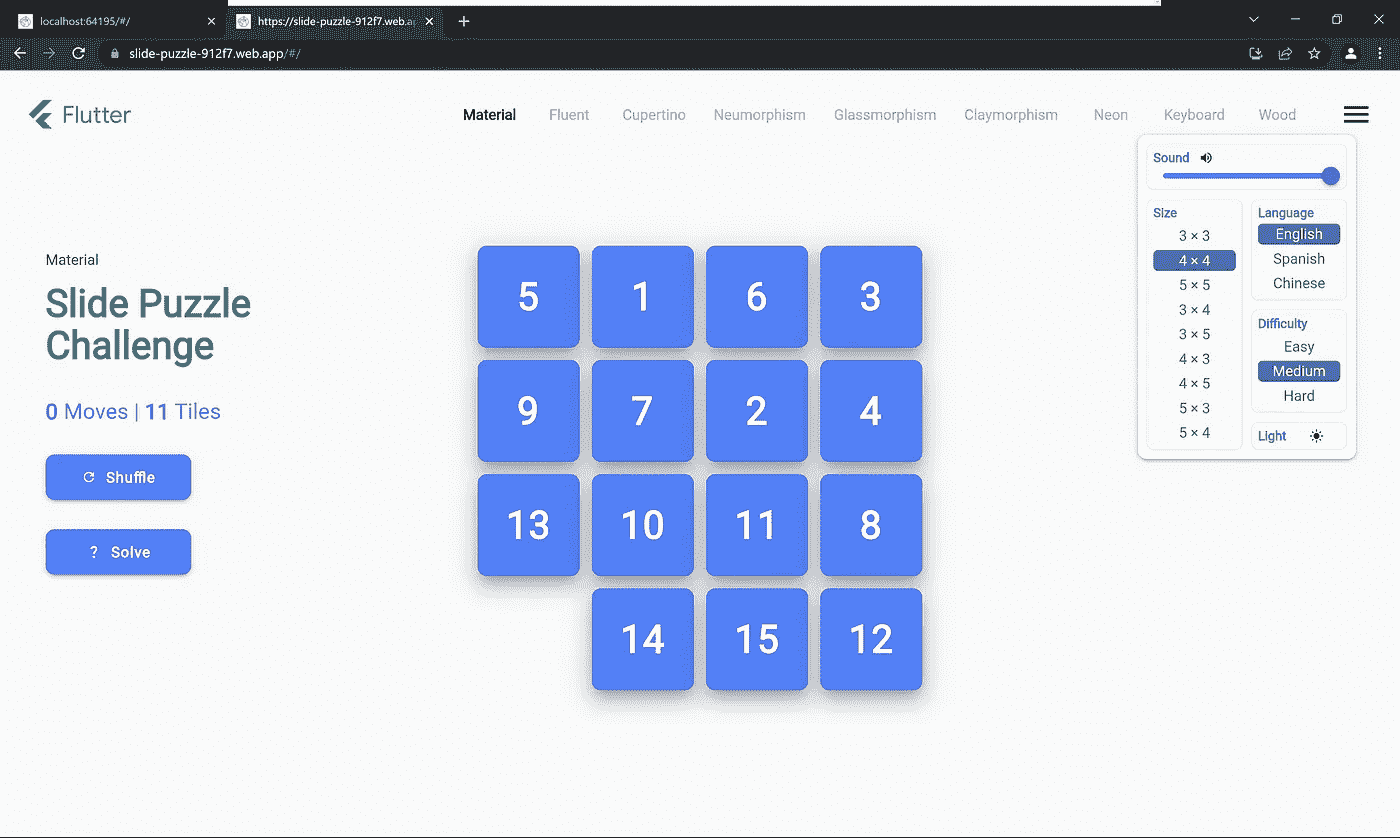 localhost:64195/#/
https://slide-puzzle-912f7.web.a
slide-puzzle-912f7.web.app/#/
Flutter
Material Fluent Cupertino Neumorphism Glassmorphism Claymorphism Neon Keyboard Wood
Sound
Size
3 × 3
4 × 4
5 × 5
3 × 4
3 × 5
4 × 3
4 × 5
5 × 3
5 × 4
Language
English
Spanish
Chinese
Difficulty
Easy
Medium
Hard
Light
Material
Slide Puzzle
Challenge
0 Moves | 11 Tiles
Shuffle
? Solve
5 1 6 3
9 7 2 4
13 10 11 8
14 15 12